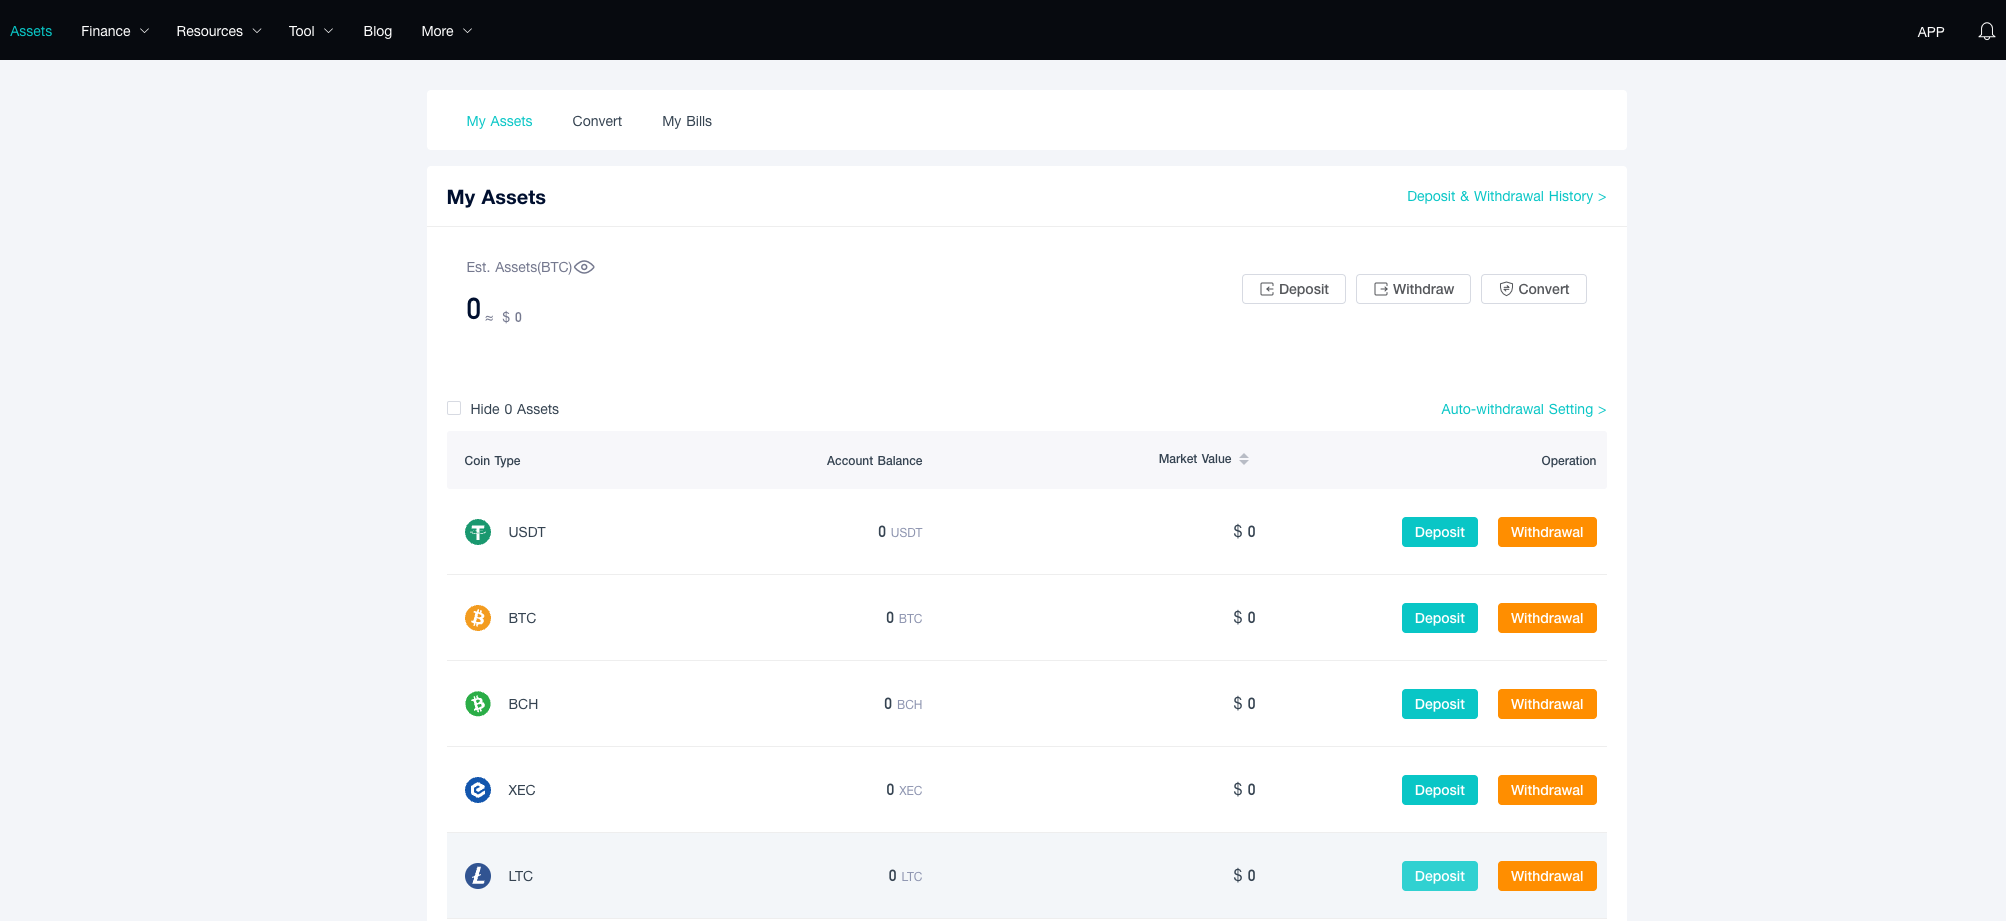 Assets Finance Resources Tool Blog More APP
My Assets Convert My Bills
My Assets Deposit & Withdrawal History >
Est. Assets(BTC)
0 ≈ $ 0
Deposit Withdraw Convert
Hide 0 Assets Auto-withdrawal Setting >
Coin Type Account Balance Market Value Operation
USDT 0 USDT $ 0 Deposit Withdrawal
BTC 0 BTC $ 0 Deposit Withdrawal
BCH 0 BCH $ 0 Deposit Withdrawal
XEC 0 XEC $ 0 Deposit Withdrawal
LTC 0 LTC $ 0 Deposit Withdrawal